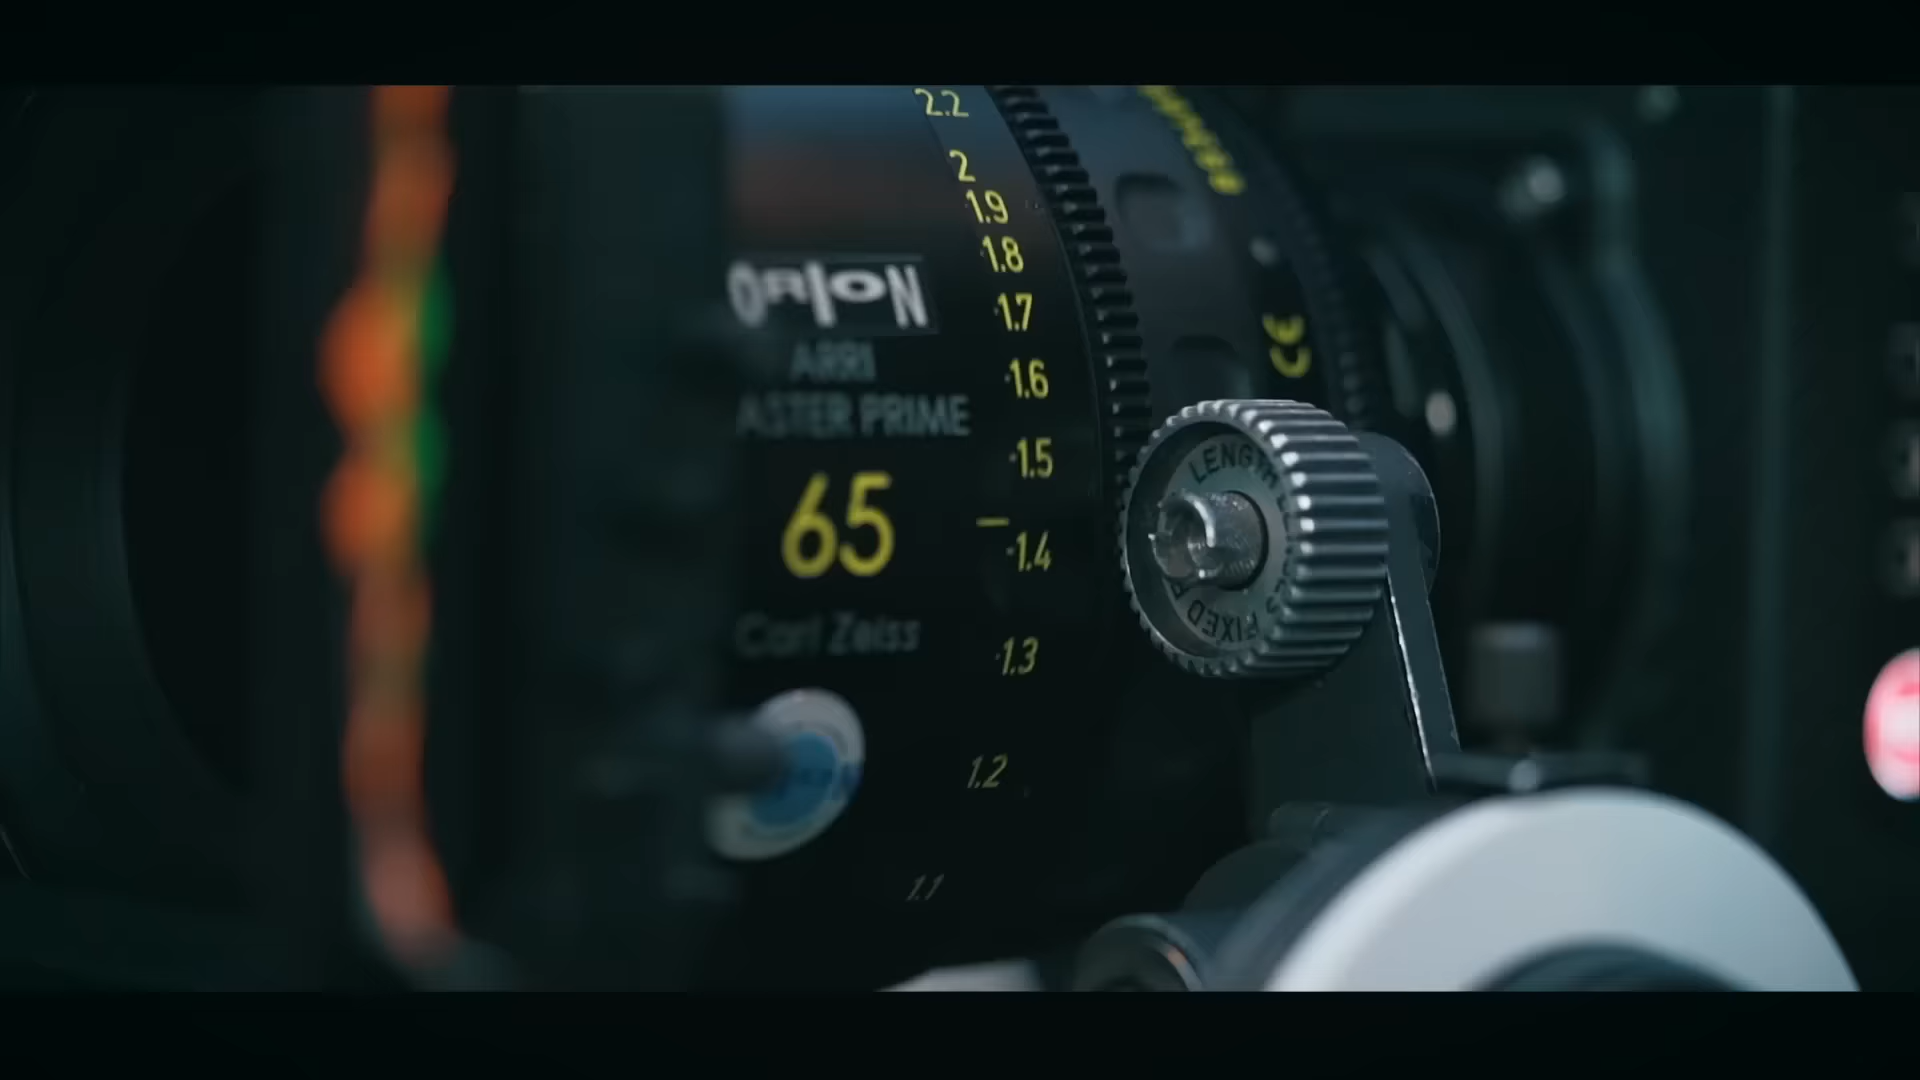 2.2
2
1.9
1.8
1.7
1.6
1.5
1.4
1.3
1.2
1.1
ORION
ARRI
ASTER PRIME
65
Carl Zeiss
CE
LENGTH
FIXED